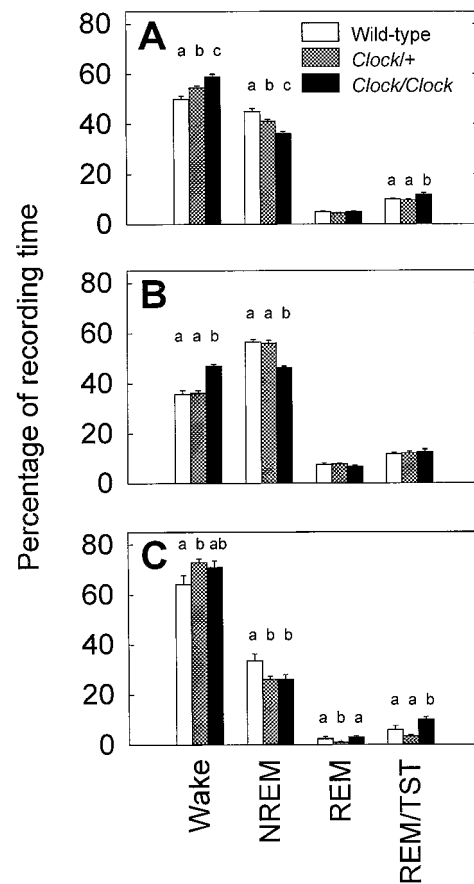 Percentage of recording time
A
Wild-type
Clock/+
Clock/Clock
80
60
40
20
0
a b c
a b c
a a b
B
80
60
40
20
0
a a b
a a b
C
80
60
40
20
0
a b ab
a b b
a b a
a a b
Wake
NREM
REM
REM/TST